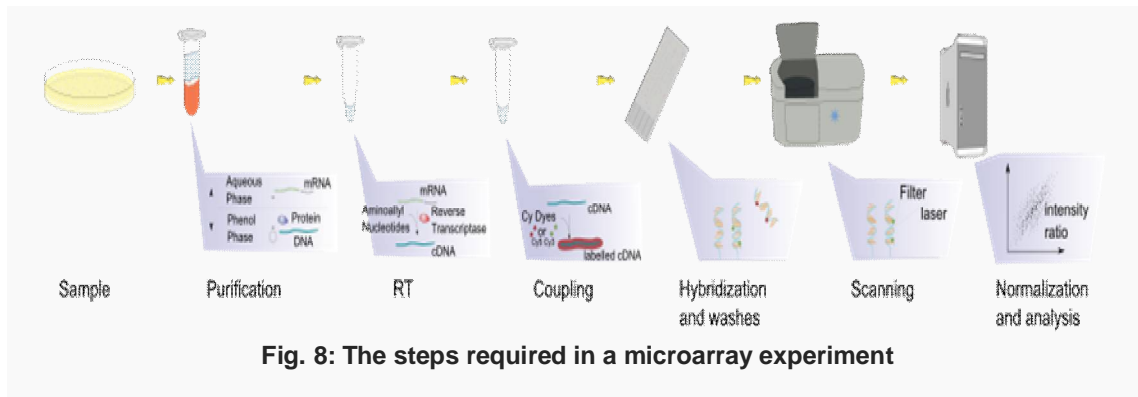 Aqueous
Phase
mRNA
Phenol
Phase
Protein
DNA
mRNA
Aminoallyl
Nucleotides
Reverse
Transcriptase
cDNA
cDNA
Cy Dyes
or
Cy5 Cy3
labelled cDNA
Filter
laser
intensity
ratio
Sample
Purification
RT
Coupling
Hybridization
and washes
Scanning
Normalization
and analysis
Fig. 8: The steps required in a microarray experiment